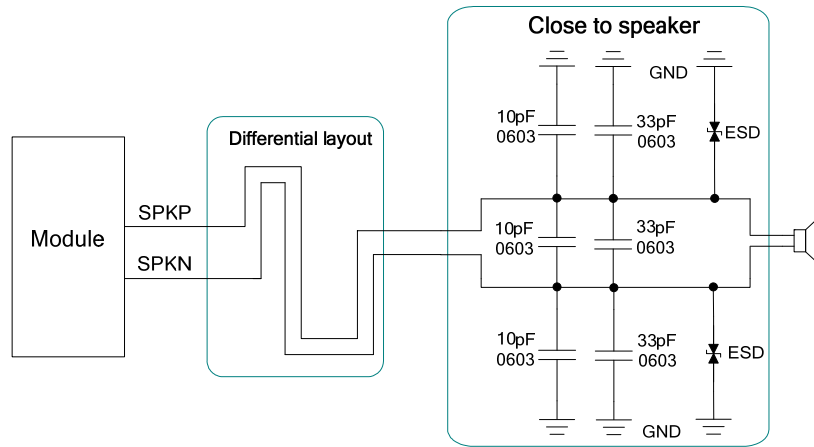 Close to speaker
GND
10pF
0603
33pF
0603
ESD
Differential layout
SPKP
Module
SPKN
10pF
0603
33pF
0603
10pF
0603
33pF
0603
ESD
GND